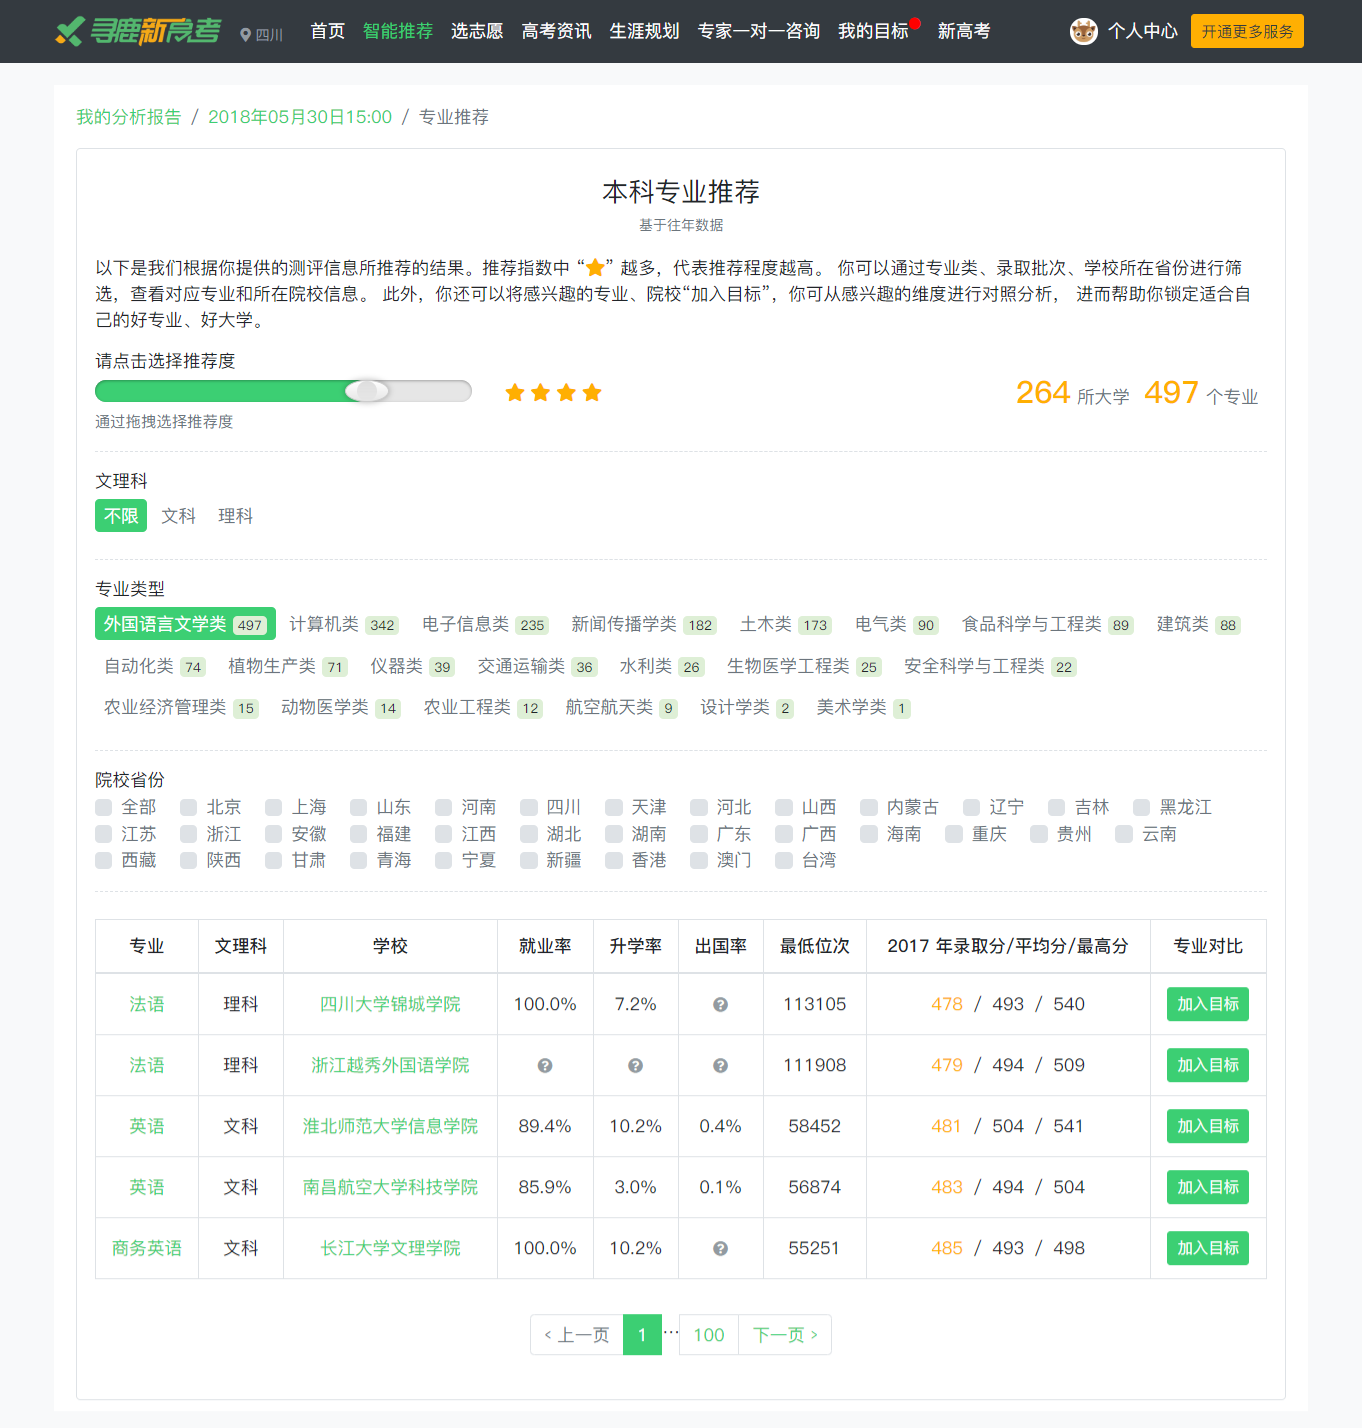 寻鹿新高考 四川 首页 智能推荐 选志愿 高考资讯 生涯规划 专家一对一咨询 我的目标 新高考 个人中心 开通更多服务
我的分析报告 / 2018年05月30日15:00 / 专业推荐
本科专业推荐
基于往年数据
以下是我们根据你提供的测评信息所推荐的结果。推荐指数中 “★” 越多，代表推荐程度越高。 你可以通过专业类、录取批次、学校所在省份进行筛
选，查看对应专业和所在院校信息。 此外，你还可以将感兴趣的专业、院校“加入目标”，你可从感兴趣的维度进行对照分析， 进而帮助你锁定适合自
己的好专业、好大学。
请点击选择推荐度
264 所大学 497 个专业
通过拖拽选择推荐度
文理科
不限 文科 理科
专业类型
外国语言文学类 497 计算机类 342 电子信息类 235 新闻传播学类 182 土木类 173 电气类 90 食品科学与工程类 89 建筑类 88
自动化类 74 植物生产类 71 仪器类 39 交通运输类 36 水利类 26 生物医学工程类 25 安全科学与工程类 22
农业经济管理类 15 动物医学类 14 农业工程类 12 航空航天类 9 设计学类 2 美术学类 1
院校省份
全部 北京 上海 山东 河南 四川 天津 河北 山西 内蒙古 辽宁 吉林 黑龙江
江苏 浙江 安徽 福建 江西 湖北 湖南 广东 广西 海南 重庆 贵州 云南
西藏 陕西 甘肃 青海 宁夏 新疆 香港 澳门 台湾
专业 文理科 学校 就业率 升学率 出国率 最低位次 2017 年录取分/平均分/最高分 专业对比
法语 理科 四川大学锦城学院 100.0% 7.2% ? 113105 478 / 493 / 540 加入目标
法语 理科 浙江越秀外国语学院 ? ? ? 111908 479 / 494 / 509 加入目标
英语 文科 淮北师范大学信息学院 89.4% 10.2% 0.4% 58452 481 / 504 / 541 加入目标
英语 文科 南昌航空大学科技学院 85.9% 3.0% 0.1% 56874 483 / 494 / 504 加入目标
商务英语 文科 长江大学文理学院 100.0% 10.2% ? 55251 485 / 493 / 498 加入目标
‹ 上一页 1 ... 100 下一页 ›